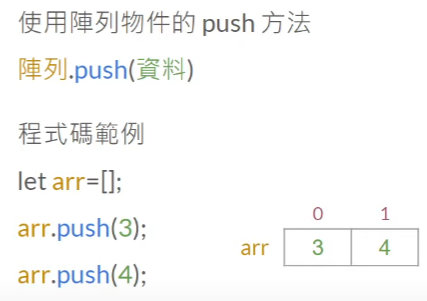 使用陣列物件的 push 方法
陣列.push(資料)
程式碼範例
let arr=[];
arr.push(3);
arr.push(4);
0 1
arr 3 4